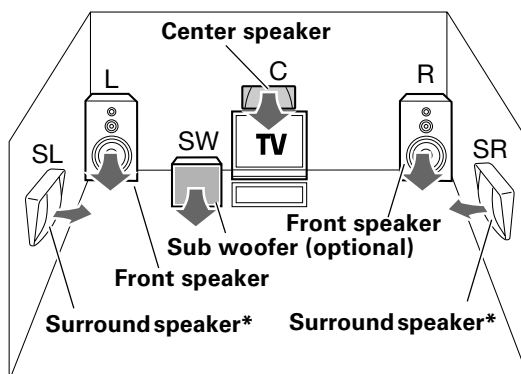 Center speaker
L
C
R
SW
TV
SL
SR
Front speaker
Sub woofer (optional)
Front speaker
Surround speaker*
Surround speaker*